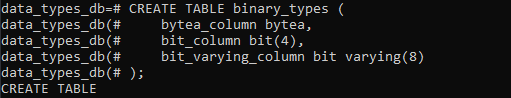 data_types_db=# CREATE TABLE binary_types (
data_types_db(#     bytea_column bytea,
data_types_db(#     bit_column bit(4),
data_types_db(#     bit_varying_column bit varying(8)
data_types_db(# );
CREATE TABLE